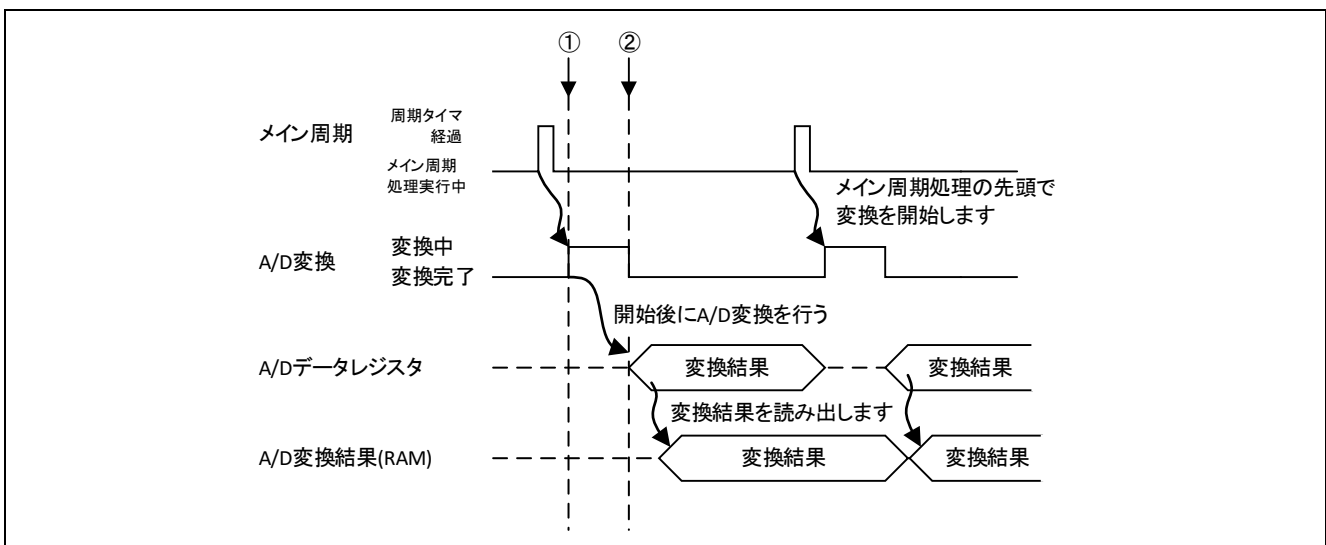 ① ②
メイン周期
周期タイマ
経過
メイン周期
処理実行中
メイン周期処理の先頭で
変換を開始します
A/D変換
変換中
変換完了
開始後にA/D変換を行う
A/Dデータレジスタ
変換結果
変換結果
変換結果を読み出します
A/D変換結果(RAM)
変換結果
変換結果